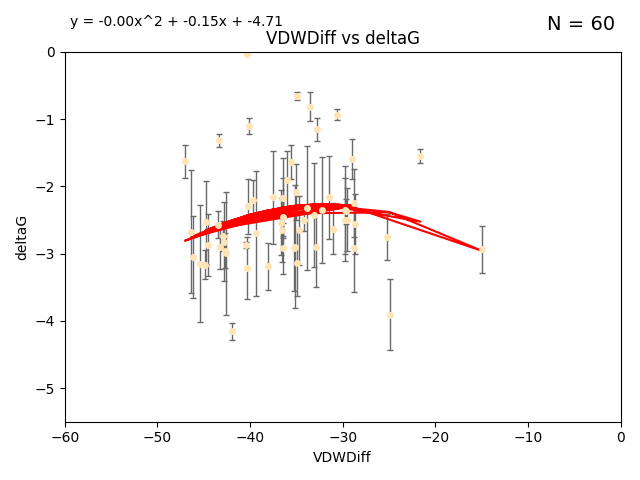 y = -0.00x^2 + -0.15x + -4.71
N = 60
VDWDiff vs deltaG
0
−1
−2
−3
−4
−5
deltaG
−60 −50 −40 −30 −20 −10 0
VDWDiff